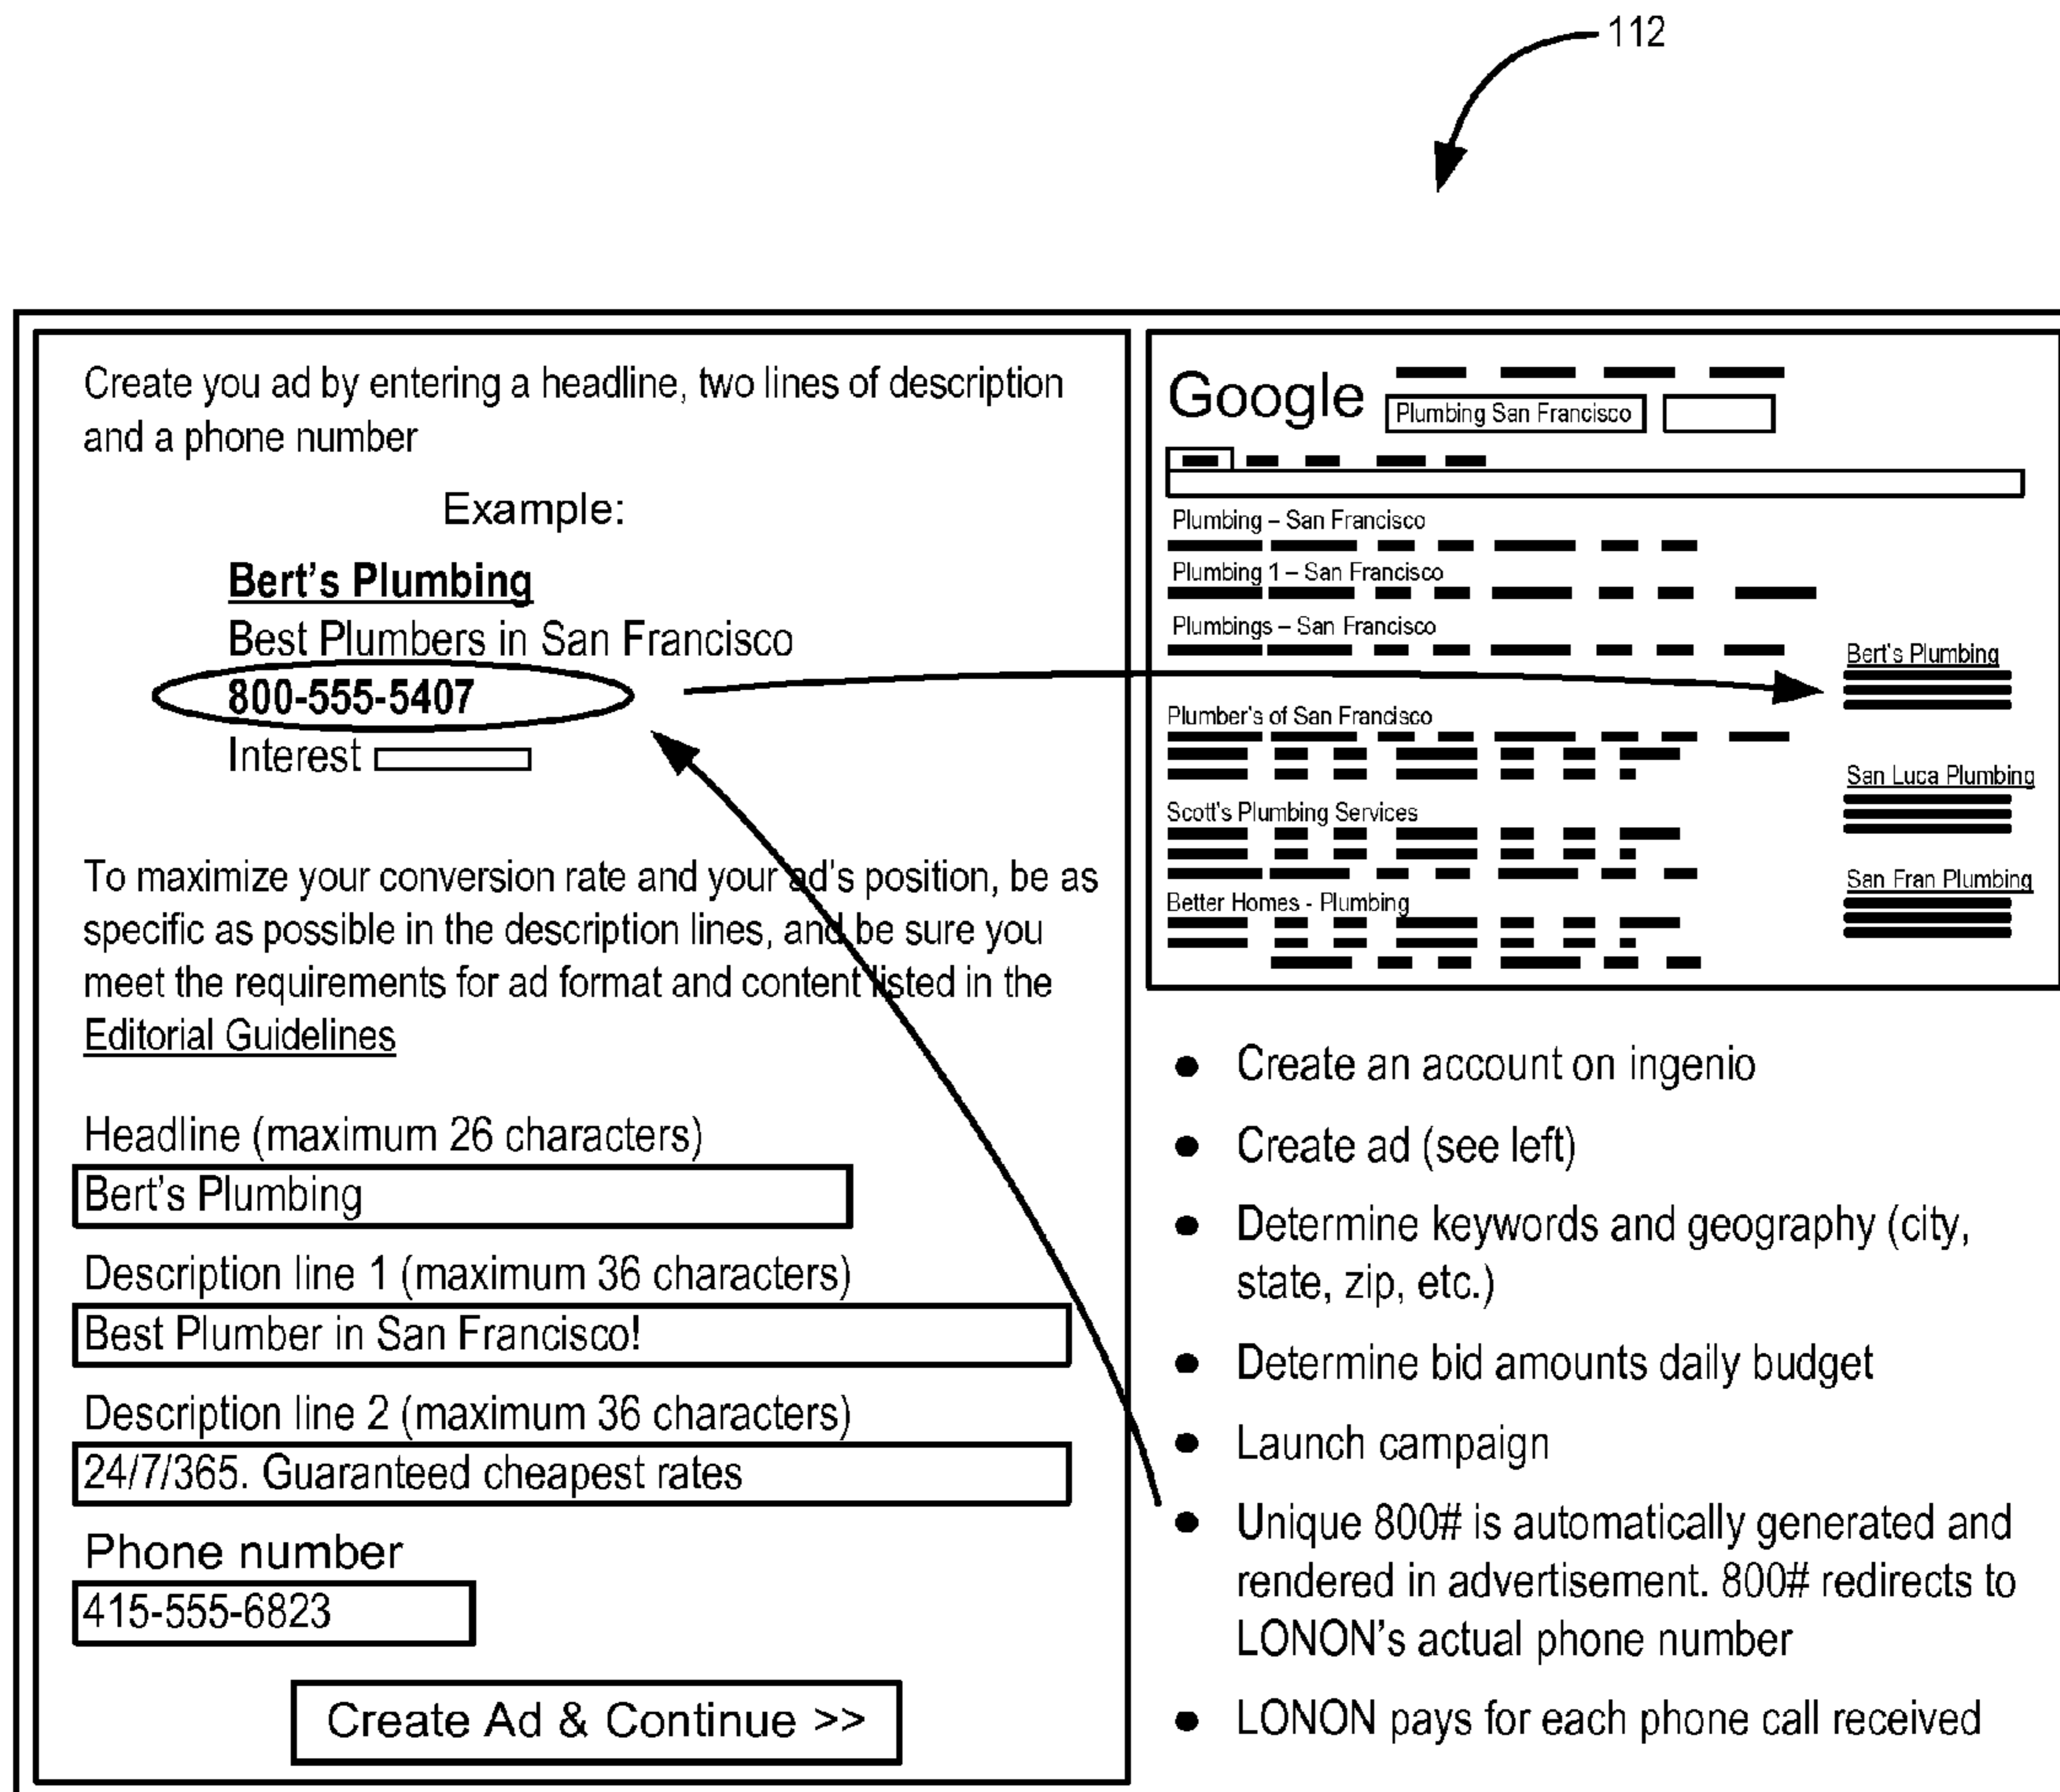 112
Create you ad by entering a headline, two lines of description
and a phone number
Example:
Bert's Plumbing
Best Plumbers in San Francisco
800-555-5407
Interest
To maximize your conversion rate and your ad's position, be as
specific as possible in the description lines, and be sure you
meet the requirements for ad format and content listed in the
Editorial Guidelines
Headline (maximum 26 characters)
Bert's Plumbing
Description line 1 (maximum 36 characters)
Best Plumber in San Francisco!
Description line 2 (maximum 36 characters)
24/7/365. Guaranteed cheapest rates
Phone number
415-555-6823
Create Ad & Continue >>
Google
Plumbing San Francisco
Plumbing – San Francisco
Plumbing 1 – San Francisco
Plumbings – San Francisco
Plumber's of San Francisco
Scott's Plumbing Services
Better Homes - Plumbing
Bert's Plumbing
San Luca Plumbing
San Fran Plumbing
● Create an account on ingenio
● Create ad (see left)
● Determine keywords and geography (city,
state, zip, etc.)
● Determine bid amounts daily budget
● Launch campaign
● Unique 800# is automatically generated and
rendered in advertisement. 800# redirects to
LONON's actual phone number
● LONON pays for each phone call received